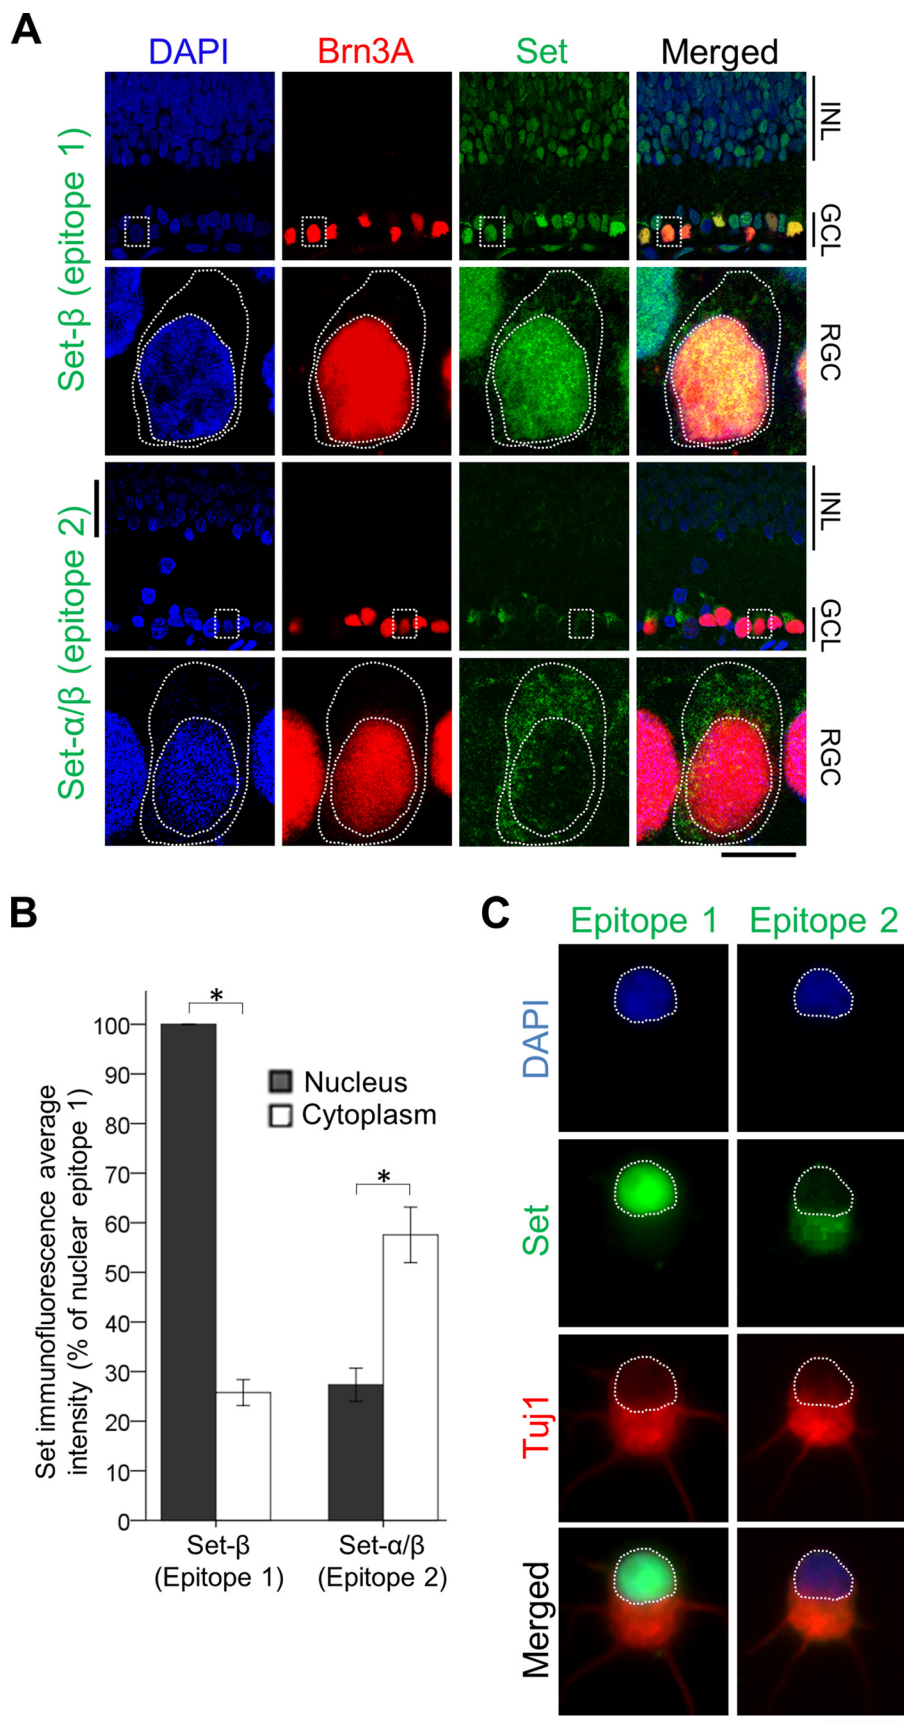 A
DAPI Brn3A Set Merged
Set-β (epitope 1)
INL
GCL
RGC
Set-α/β (epitope 2)
INL
GCL
RGC
B
Set immunofluorescence average
intensity (% of nuclear epitope 1)
100
90
80
70
60
50
40
30
20
10
0
*
*
Nucleus
Cytoplasm
Set-β
(Epitope 1)
Set-α/β
(Epitope 2)
C
Epitope 1 Epitope 2
DAPI
Set
Tuj1
Merged